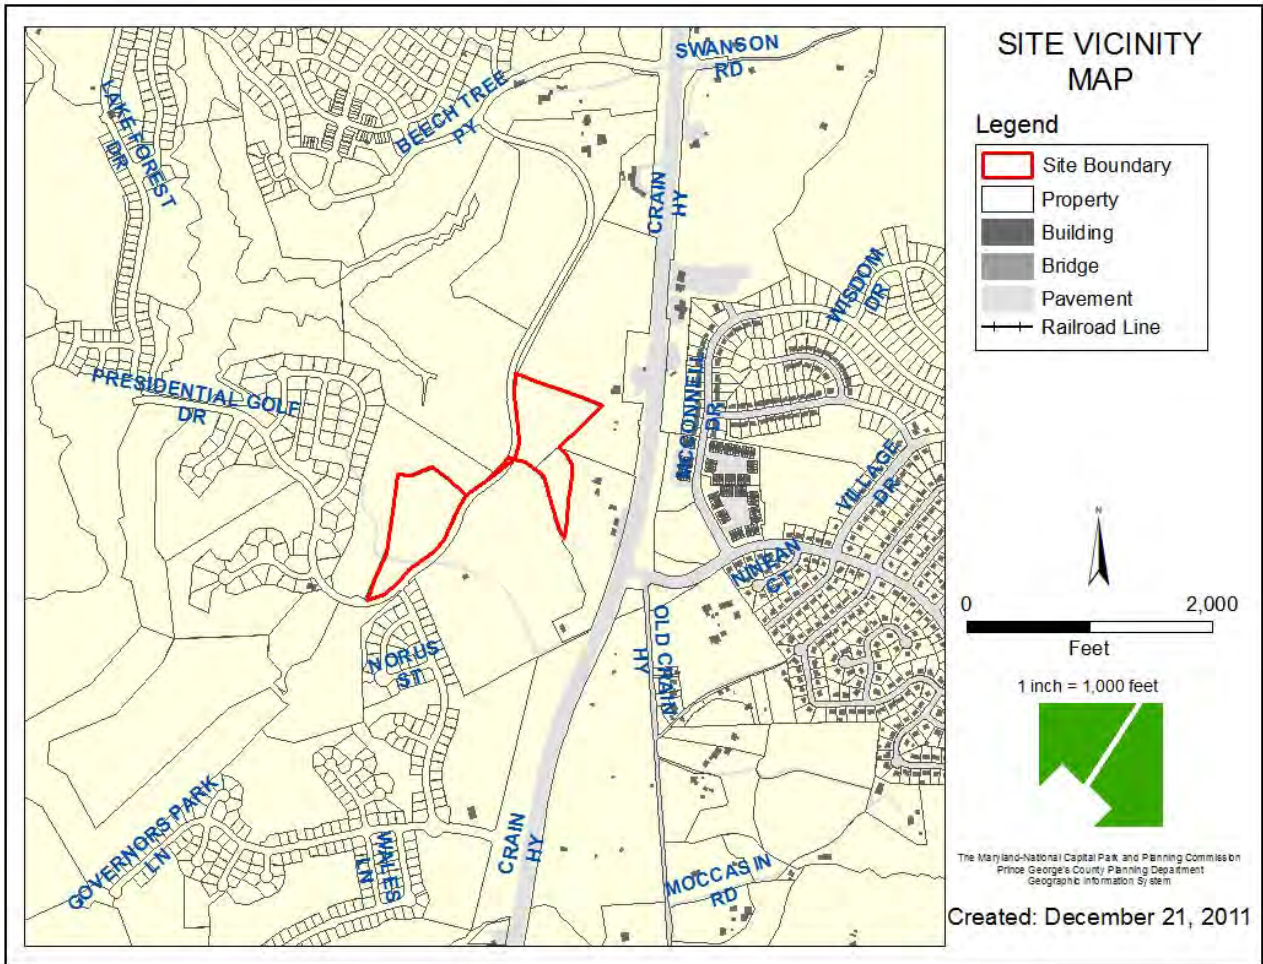 SITE VICINITY
MAP
Legend
Site Boundary
Property
Building
Bridge
Pavement
Railroad Line
SWANSON
RD
BEECH TREE
PY
LAKE FOREST
DR
CRAIN
HY
WISDOM
DR
PRESIDENTIAL GOLF
DR
MCCONNELL
DR
VILLAGE
DR
CT
OLD CRAIN
HY
NORUS
ST
GOVERNORS PARK
LN
WALES
LN
CRAIN
HY
MOCCASIN
RD
N
0 2,000
Feet
1 inch = 1,000 feet
The Maryland-National Capital Park and Planning Commission
Prince George's County Planning Department
Geographic Information System
Created: December 21, 2011